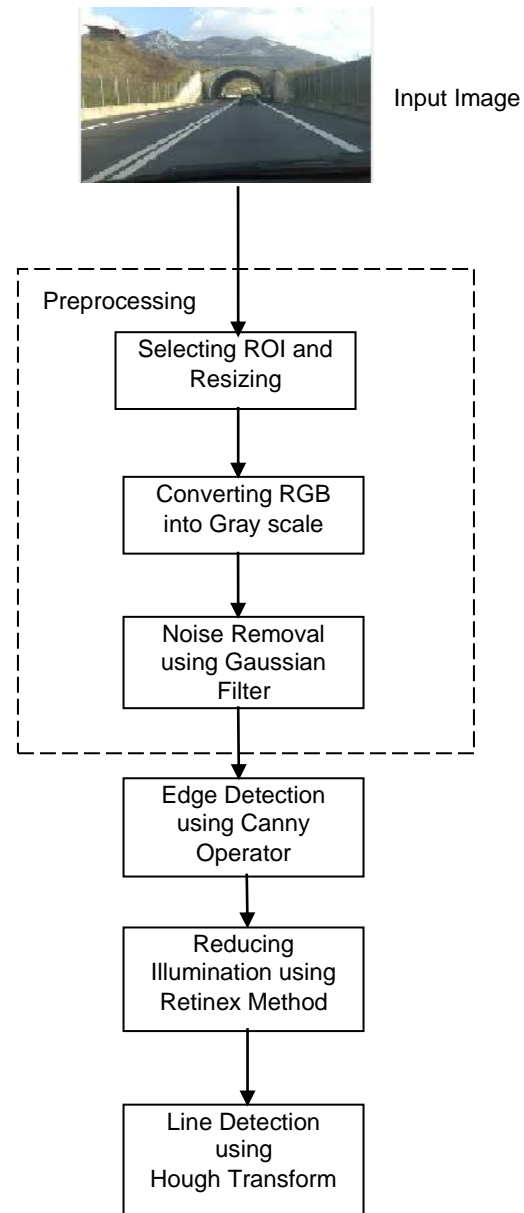 Input Image
Preprocessing
Selecting ROI and
Resizing
Converting RGB
into Gray scale
Noise Removal
using Gaussian
Filter
Edge Detection
using Canny
Operator
Reducing
Illumination using
Retinex Method
Line Detection
using
Hough Transform